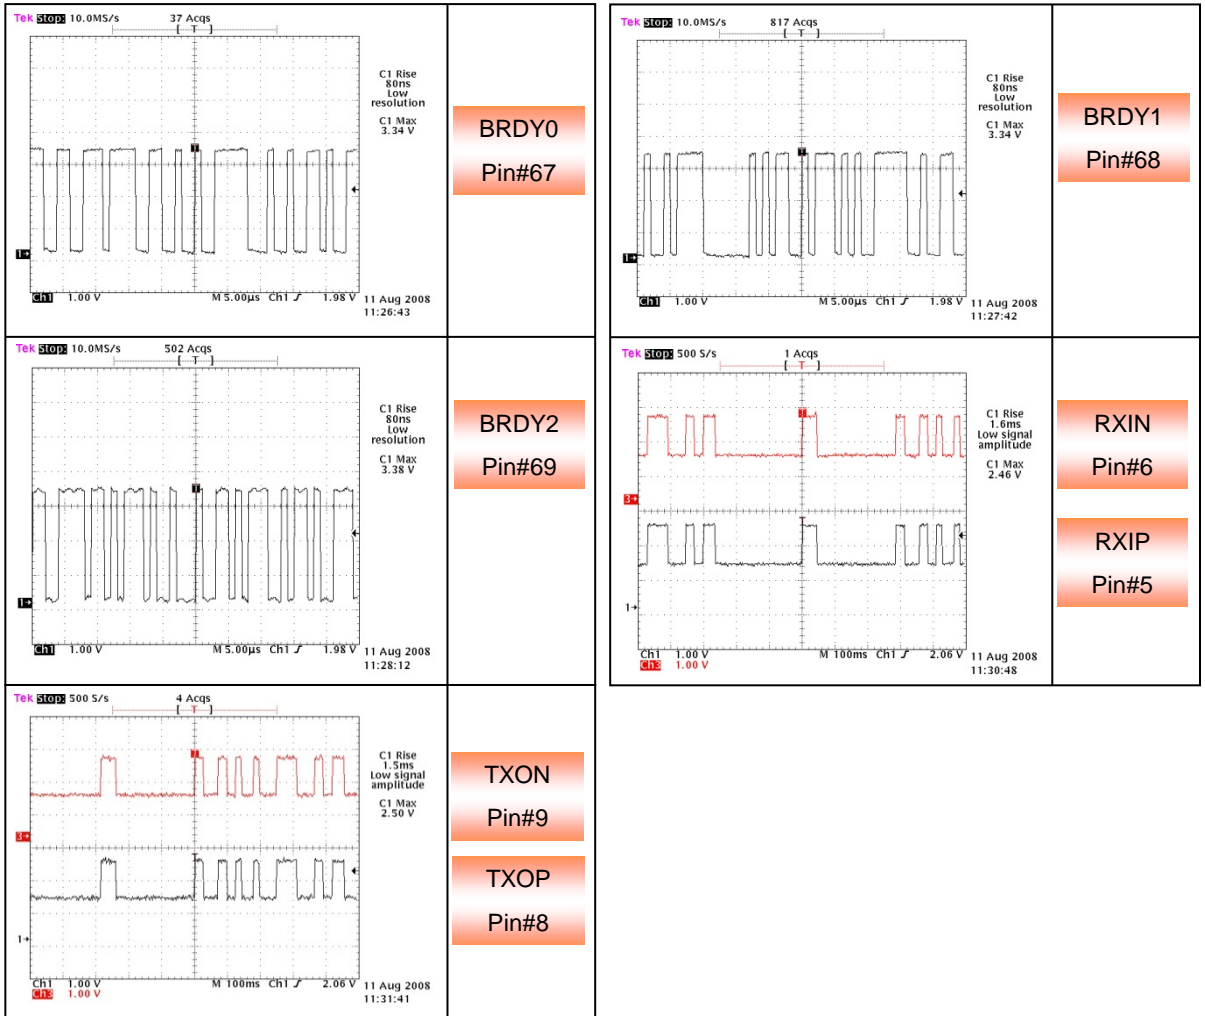 Tek Stop: 10.0MS/s 37 Acqs
[ T ]
C1 Rise
80ns
Low
resolution
C1 Max
3.34 V
1→
Ch1 1.00 V M 5.00µs Ch1 1.98 V
11 Aug 2008
11:26:43
BRDY0
Pin#67
Tek Stop: 10.0MS/s 817 Acqs
[ T ]
C1 Rise
80ns
Low
resolution
C1 Max
3.34 V
1→
Ch1 1.00 V M 5.00µs Ch1 1.98 V
11 Aug 2008
11:27:42
BRDY1
Pin#68
Tek Stop: 10.0MS/s 502 Acqs
[ T ]
C1 Rise
80ns
Low
resolution
C1 Max
3.38 V
1→
Ch1 1.00 V M 5.00µs Ch1 1.98 V
11 Aug 2008
11:28:12
BRDY2
Pin#69
Tek Stop: 500 S/s 1 Acqs
[ T ]
C1 Rise
1.6ms
Low signal
amplitude
C1 Max
2.46 V
3→
1→
Ch1 1.00 V M 100ms Ch1 2.06 V
Ch3 1.00 V
11 Aug 2008
11:30:48
RXIN
Pin#6
RXIP
Pin#5
Tek Stop: 500 S/s 4 Acqs
[ T ]
C1 Rise
1.5ms
Low signal
amplitude
C1 Max
2.50 V
3→
1→
Ch1 1.00 V M 100ms Ch1 2.06 V
Ch3 1.00 V
11 Aug 2008
11:31:41
TXON
Pin#9
TXOP
Pin#8